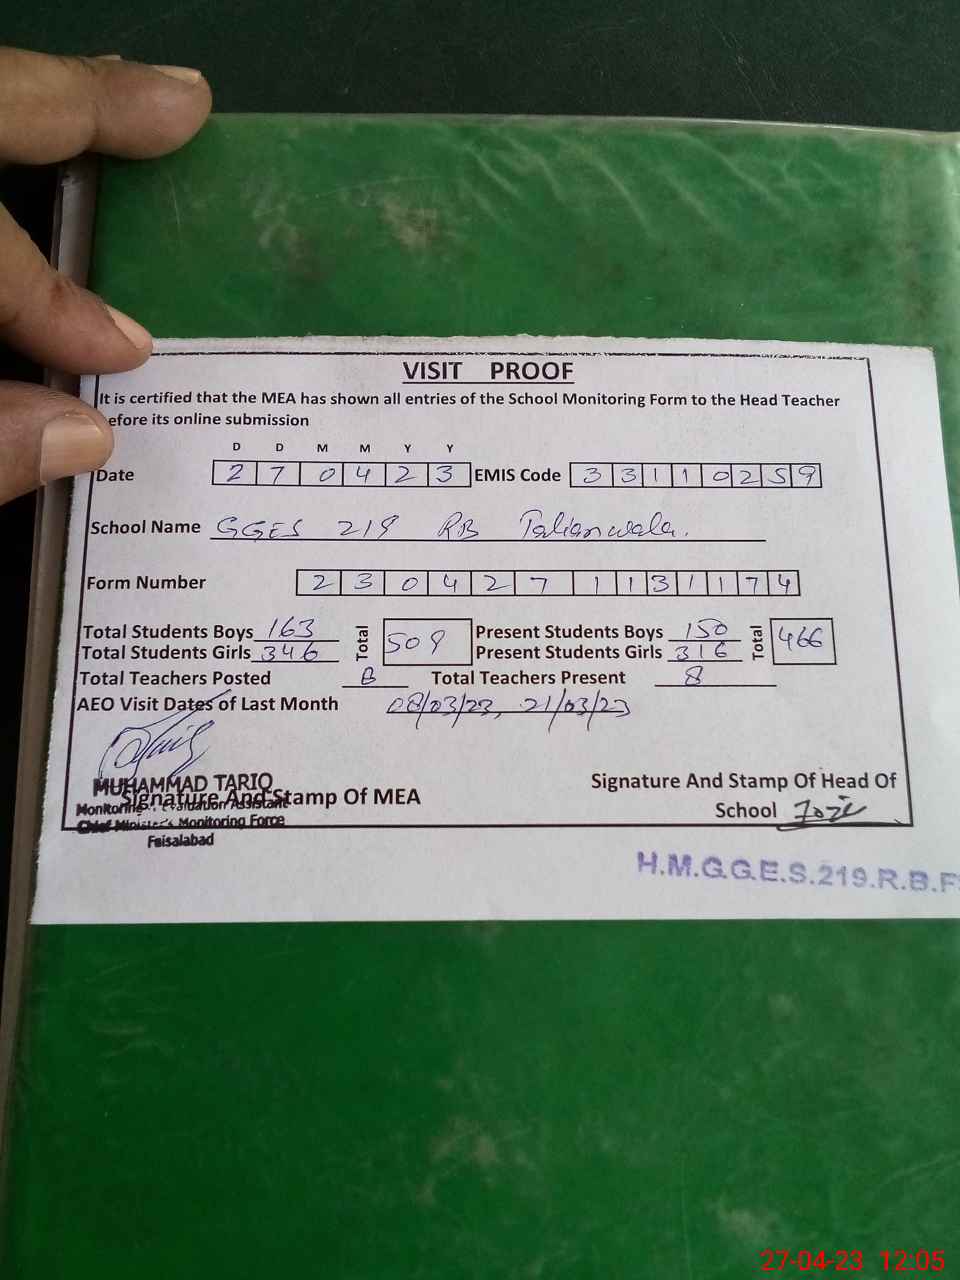 VISIT PROOF
It is certified that the MEA has shown all entries of the School Monitoring Form to the Head Teacher
efore its online submission
D D M M Y Y
Date 2 7 0 4 2 3 EMIS Code 3 3 1 1 0 2 5 9
School Name GGES 219 RB Talianwala.
Form Number 2 3 0 4 2 7 1 1 3 1 1 7 4
Total Students Boys 163 Total 509 Present Students Boys 150 Total 466
Total Students Girls 346 Present Students Girls 316
Total Teachers Posted 8 Total Teachers Present 8
AEO Visit Dates of Last Month 08/03/23, 21/03/23
MUHAMMAD TARIQ
Signature And Stamp Of MEA
Monitoring Evaluation Assistant
Chief Minister's Monitoring Force
Faisalabad
Signature And Stamp Of Head Of
School
H.M.G.G.E.S.219.R.B.F
27-04-23 12:05